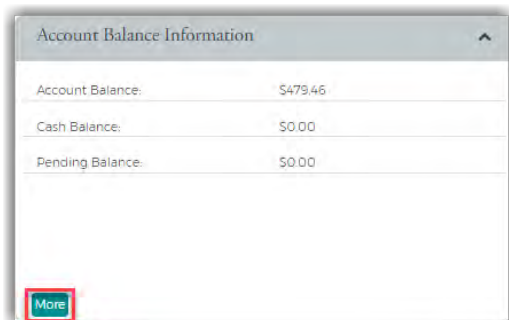 Account Balance Information
Account Balance: $479.46
Cash Balance: $0.00
Pending Balance: $0.00
More